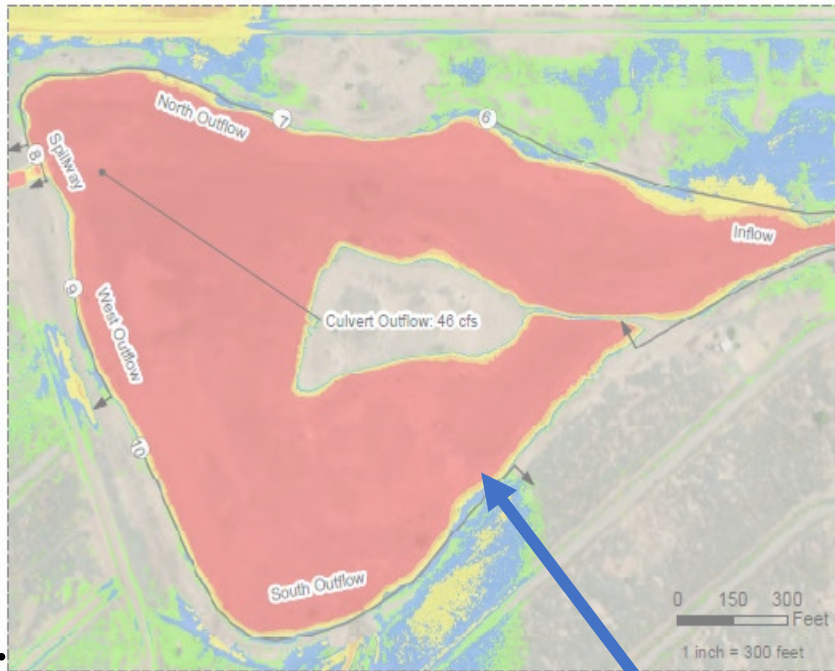 North Outflow
7
6
8
Spillway
Inflow
9
West Outflow
Culvert Outflow: 46 cfs
10
South Outflow
0 150 300
Feet
1 inch = 300 feet